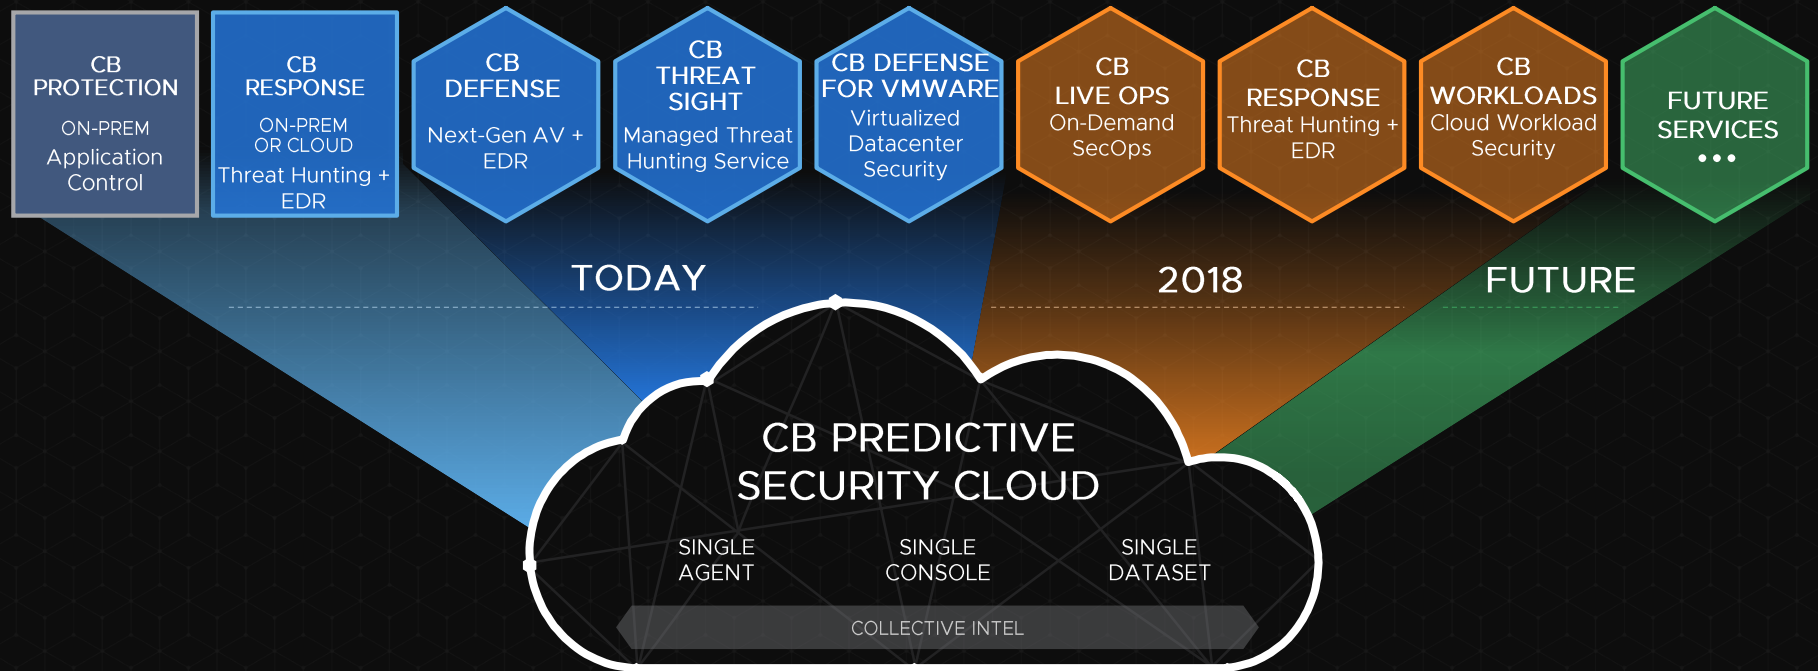 CB
PROTECTION
ON-PREM
Application
Control
CB
RESPONSE
ON-PREM
OR CLOUD
Threat Hunting +
EDR
CB
DEFENSE
Next-Gen AV +
EDR
CB
THREAT
SIGHT
Managed Threat
Hunting Service
CB DEFENSE
FOR VMWARE
Virtualized
Datacenter
Security
CB
LIVE OPS
On-Demand
SecOps
CB
RESPONSE
Threat Hunting +
EDR
CB
WORKLOADS
Cloud Workload
Security
FUTURE
SERVICES
•••
TODAY
2018
FUTURE
CB PREDICTIVE
SECURITY CLOUD
SINGLE
AGENT
SINGLE
CONSOLE
SINGLE
DATASET
COLLECTIVE INTEL